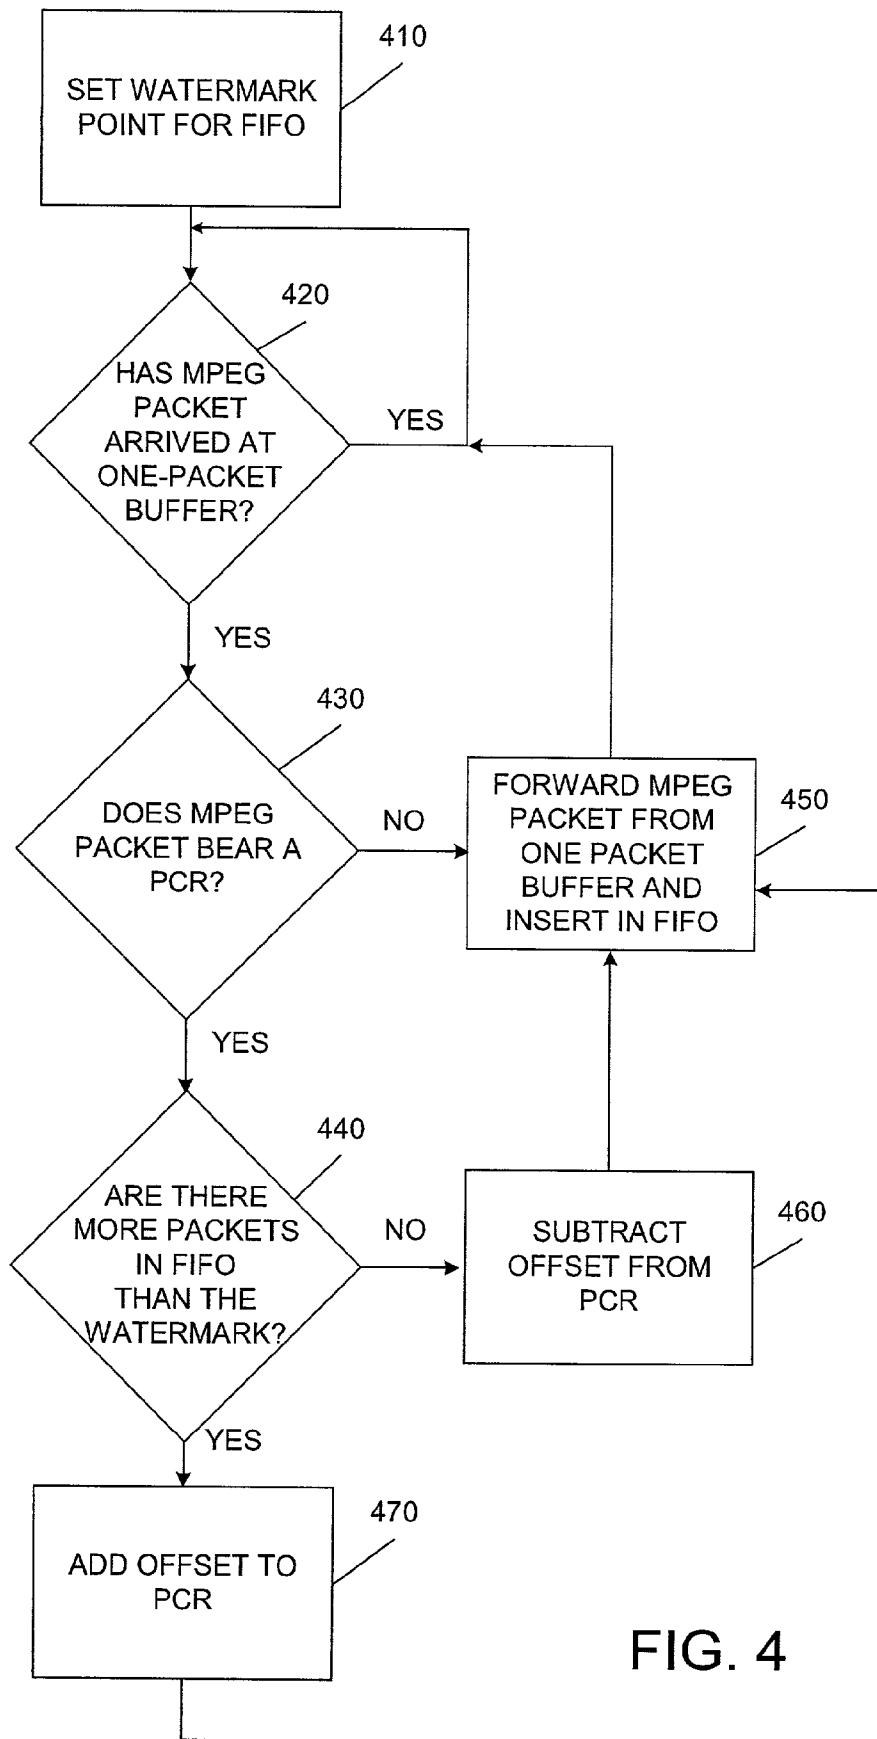 410
SET WATERMARK
POINT FOR FIFO
420
HAS MPEG
PACKET
ARRIVED AT
ONE-PACKET
BUFFER?
YES
YES
430
DOES MPEG
PACKET BEAR A
PCR?
NO
FORWARD MPEG
PACKET FROM
ONE PACKET
BUFFER AND
INSERT IN FIFO
450
YES
440
ARE THERE
MORE PACKETS
IN FIFO
THAN THE
WATERMARK?
NO
SUBTRACT
OFFSET FROM
PCR
460
YES
470
ADD OFFSET TO
PCR
FIG. 4